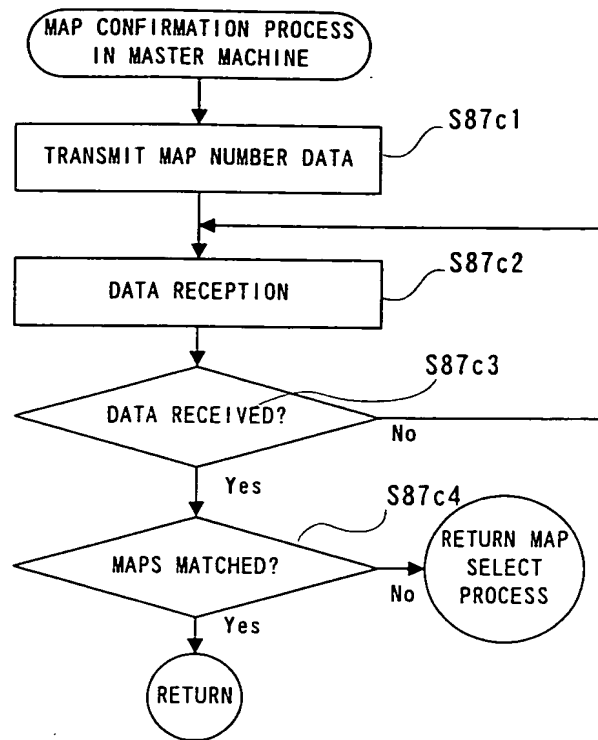 MAP CONFIRMATION PROCESS
IN MASTER MACHINE
S87c1
TRANSMIT MAP NUMBER DATA
S87c2
DATA RECEPTION
S87c3
DATA RECEIVED?
No
Yes
S87c4
MAPS MATCHED?
No
RETURN MAP
SELECT
PROCESS
Yes
RETURN